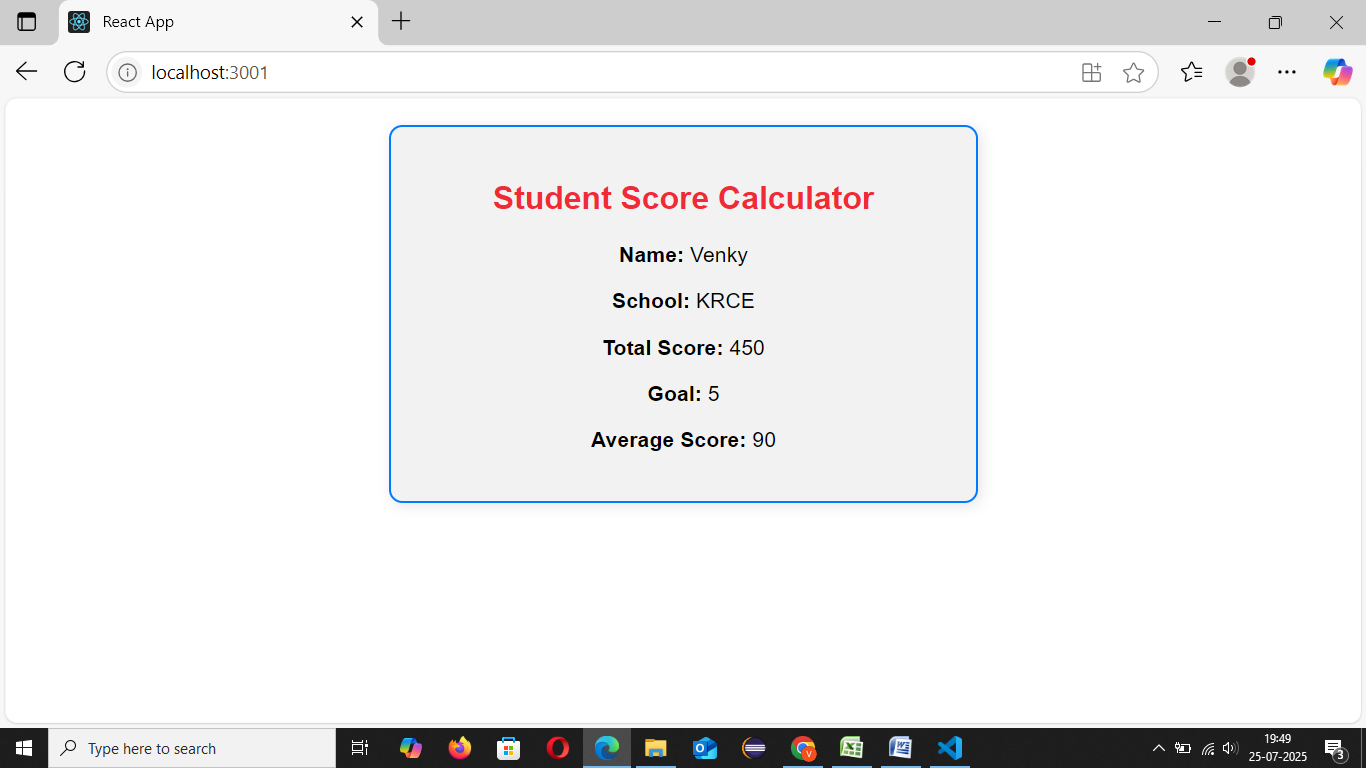 React App
localhost:3001
Student Score Calculator
Name: Venky
School: KRCE
Total Score: 450
Goal: 5
Average Score: 90
Type here to search
19:49
25-07-2025
3